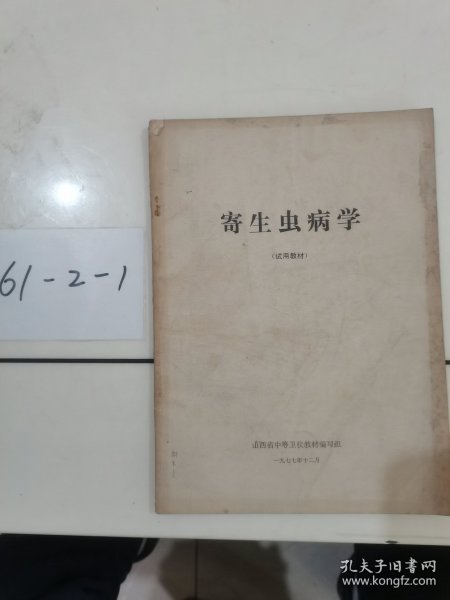 寄生虫病学
（试用教材）
61-2-1
山西省中等卫校教材编写组
一九七七年十二月
孔夫子旧书网
www.kongfz.com